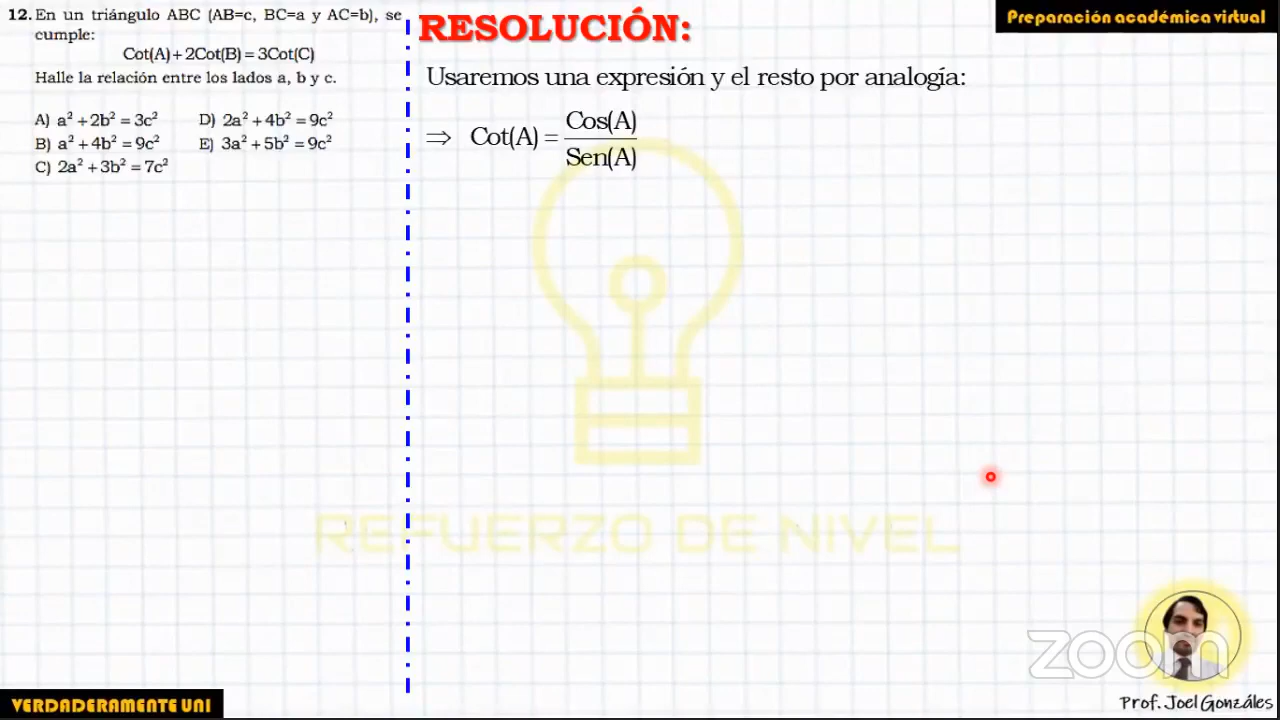 12. En un triángulo ABC (AB=c, BC=a y AC=b), se
cumple:
Cot(A)+2Cot(B)=3Cot(C)
Halle la relación entre los lados a, b y c.
A) a² + 2b² = 3c²
B) a² + 4b² = 9c²
C) 2a² + 3b² = 7c²
D) 2a² + 4b² = 9c²
E) 3a² + 5b² = 9c²
RESOLUCIÓN:
Preparación académica virtual
Usaremos una expresión y el resto por analogía:
⇒ Cot(A) = Cos(A)/Sen(A)
REFUERZO DE NIVEL
zoom
Prof. Joel Gonzáles
VERDADERAMENTE UNI